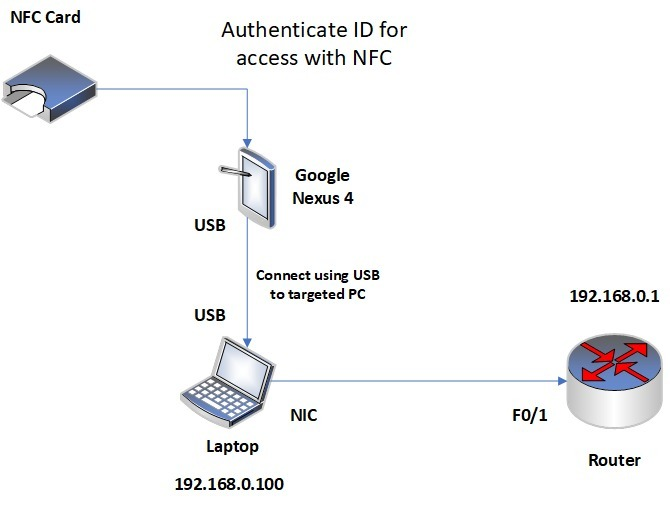 NFC Card
Authenticate ID for
access with NFC
Google
Nexus 4
USB
Connect using USB
to targeted PC
USB
192.168.0.1
NIC
F0/1
Laptop
Router
192.168.0.100